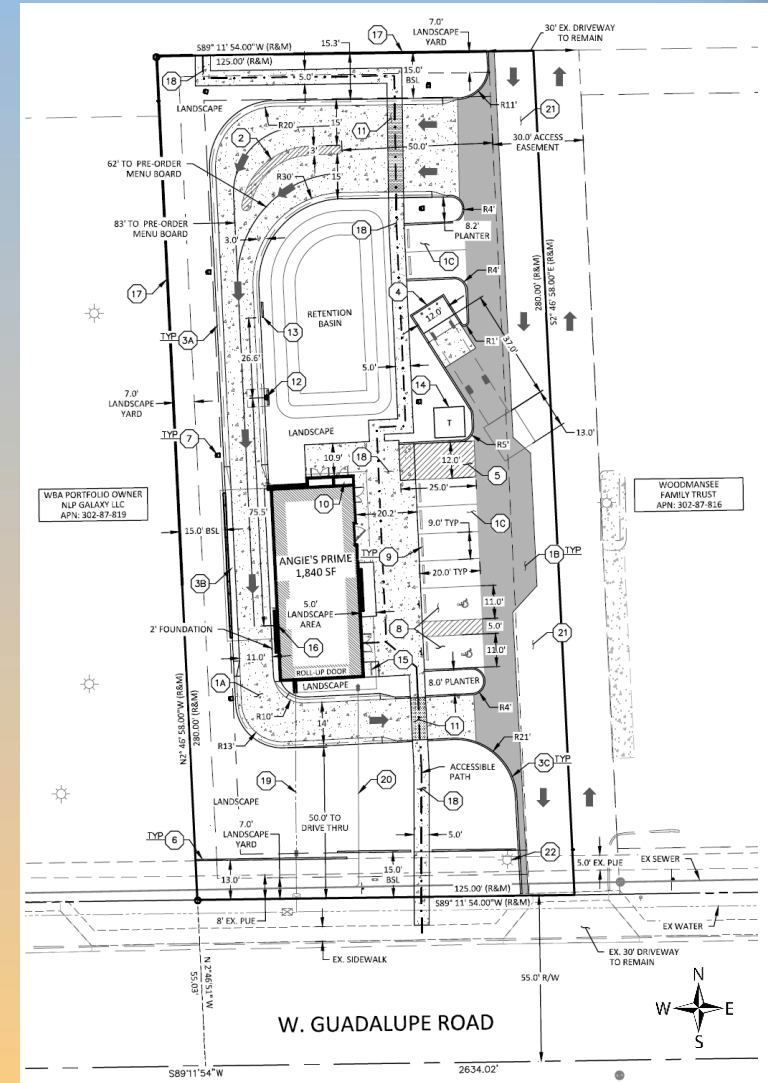 7.0'
LANDSCAPE
YARD
30' EX. DRIVEWAY
TO REMAIN
17
S89° 11' 54.00"W (R&M)
125.00' (R&M)
15.3'
15.0'
BSL
18
5.0'
LANDSCAPE
R11'
21
30.0' ACCESS
EASEMENT
R20'
2
15'
11
3'
50.0'
62' TO PRE-ORDER
MENU BOARD
R30'
15'
R4'
83' TO PRE-ORDER
MENU BOARD
8.2'
PLANTER
3.0'
18
1C
R4'
280.00' (R&M)
S2° 46' 58.00"E (R&M)
17
4
12.0'
RETENTION
BASIN
13
TYP
3A
R1'
37.0'
26.6'
5.0'
12
14
7.0'
LANDSCAPE
YARD
T
13.0'
TYP
7
LANDSCAPE
R5'
10.9'
18
12.0'
5
WBA PORTFOLIO OWNER
NLP GALAXY LLC
APN: 302-87-819
25.0'
WOODMANSEE
FAMILY TRUST
APN: 302-87-816
10
75.5'
20.2'
1C
9.0' TYP
15.0' BSL
ANGIE'S PRIME
1,840 SF
TYP
9
1B
TYP
20.0' TYP
3B
5.0'
LANDSCAPE
AREA
11.0'
5.0'
8
2' FOUNDATION
16
11.0'
21
11.0'
15
ROLL-UP DOOR
1A
LANDSCAPE
8.0' PLANTER
R10'
R4'
14'
11
R13'
R21'
N2° 46' 58.00"W (R&M)
280.00' (R&M)
ACCESSIBLE
PATH
3C
TYP
19
20
18
LANDSCAPE
50.0' TO
DRIVE THRU
7.0'
LANDSCAPE
YARD
5.0'
TYP
6
22
13.0'
15.0'
BSL
5.0' EX. PUE
EX SEWER
125.00' (R&M)
S89° 11' 54.00"W (R&M)
8' EX. PUE
EX WATER
EX. SIDEWALK
EX. 30' DRIVEWAY
TO REMAIN
N 2°46'51" W
55.03'
55.0' R/W
W. GUADALUPE ROAD
N
W
E
S
S89°11'54"W
2634.02'